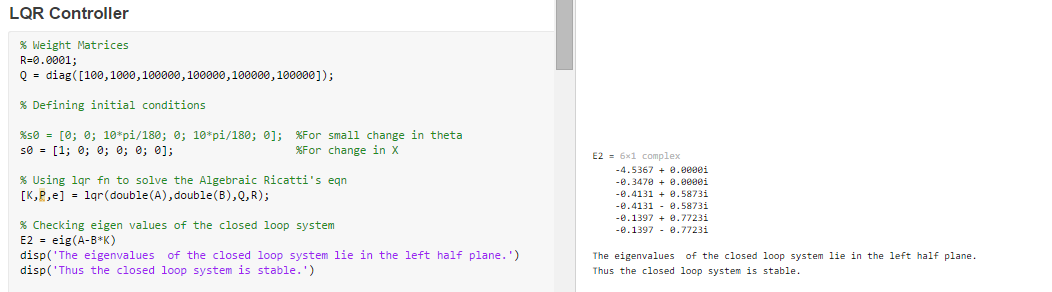 LQR Controller
% Weight Matrices
R=0.0001;
Q = diag([100,1000,100000,100000,100000,100000]);
% Defining initial conditions
%s0 = [0; 0; 10*pi/180; 0; 10*pi/180; 0];  %For small change in theta
s0 = [1; 0; 0; 0; 0; 0];                   %For change in X
% Using lqr fn to solve the Algebraic Ricatti's eqn
[K,P,e] = lqr(double(A),double(B),Q,R);
% Checking eigen values of the closed loop system
E2 = eig(A-B*K)
disp('The eigenvalues  of the closed loop system lie in the left half plane.')
disp('Thus the closed loop system is stable.')
E2 = 6×1 complex
-4.5367 + 0.0000i
-0.3470 + 0.0000i
-0.4131 + 0.5873i
-0.4131 - 0.5873i
-0.1397 + 0.7723i
-0.1397 - 0.7723i
The eigenvalues  of the closed loop system lie in the left half plane.
Thus the closed loop system is stable.